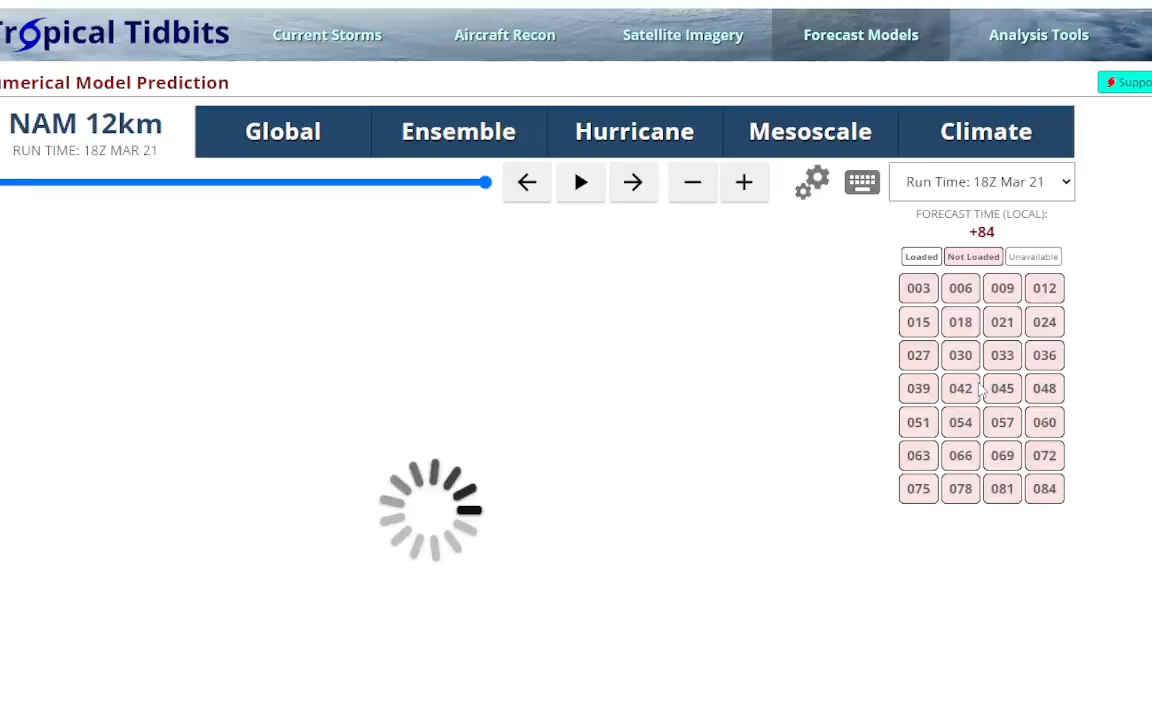 Tropical Tidbits
Current Storms
Aircraft Recon
Satellite Imagery
Forecast Models
Analysis Tools
merical Model Prediction
Suppo
NAM 12km
RUN TIME: 18Z MAR 21
Global
Ensemble
Hurricane
Mesoscale
Climate
Run Time: 18Z Mar 21
FORECAST TIME (LOCAL):
+84
Loaded Not Loaded Unavailable
003 006 009 012
015 018 021 024
027 030 033 036
039 042 045 048
051 054 057 060
063 066 069 072
075 078 081 084